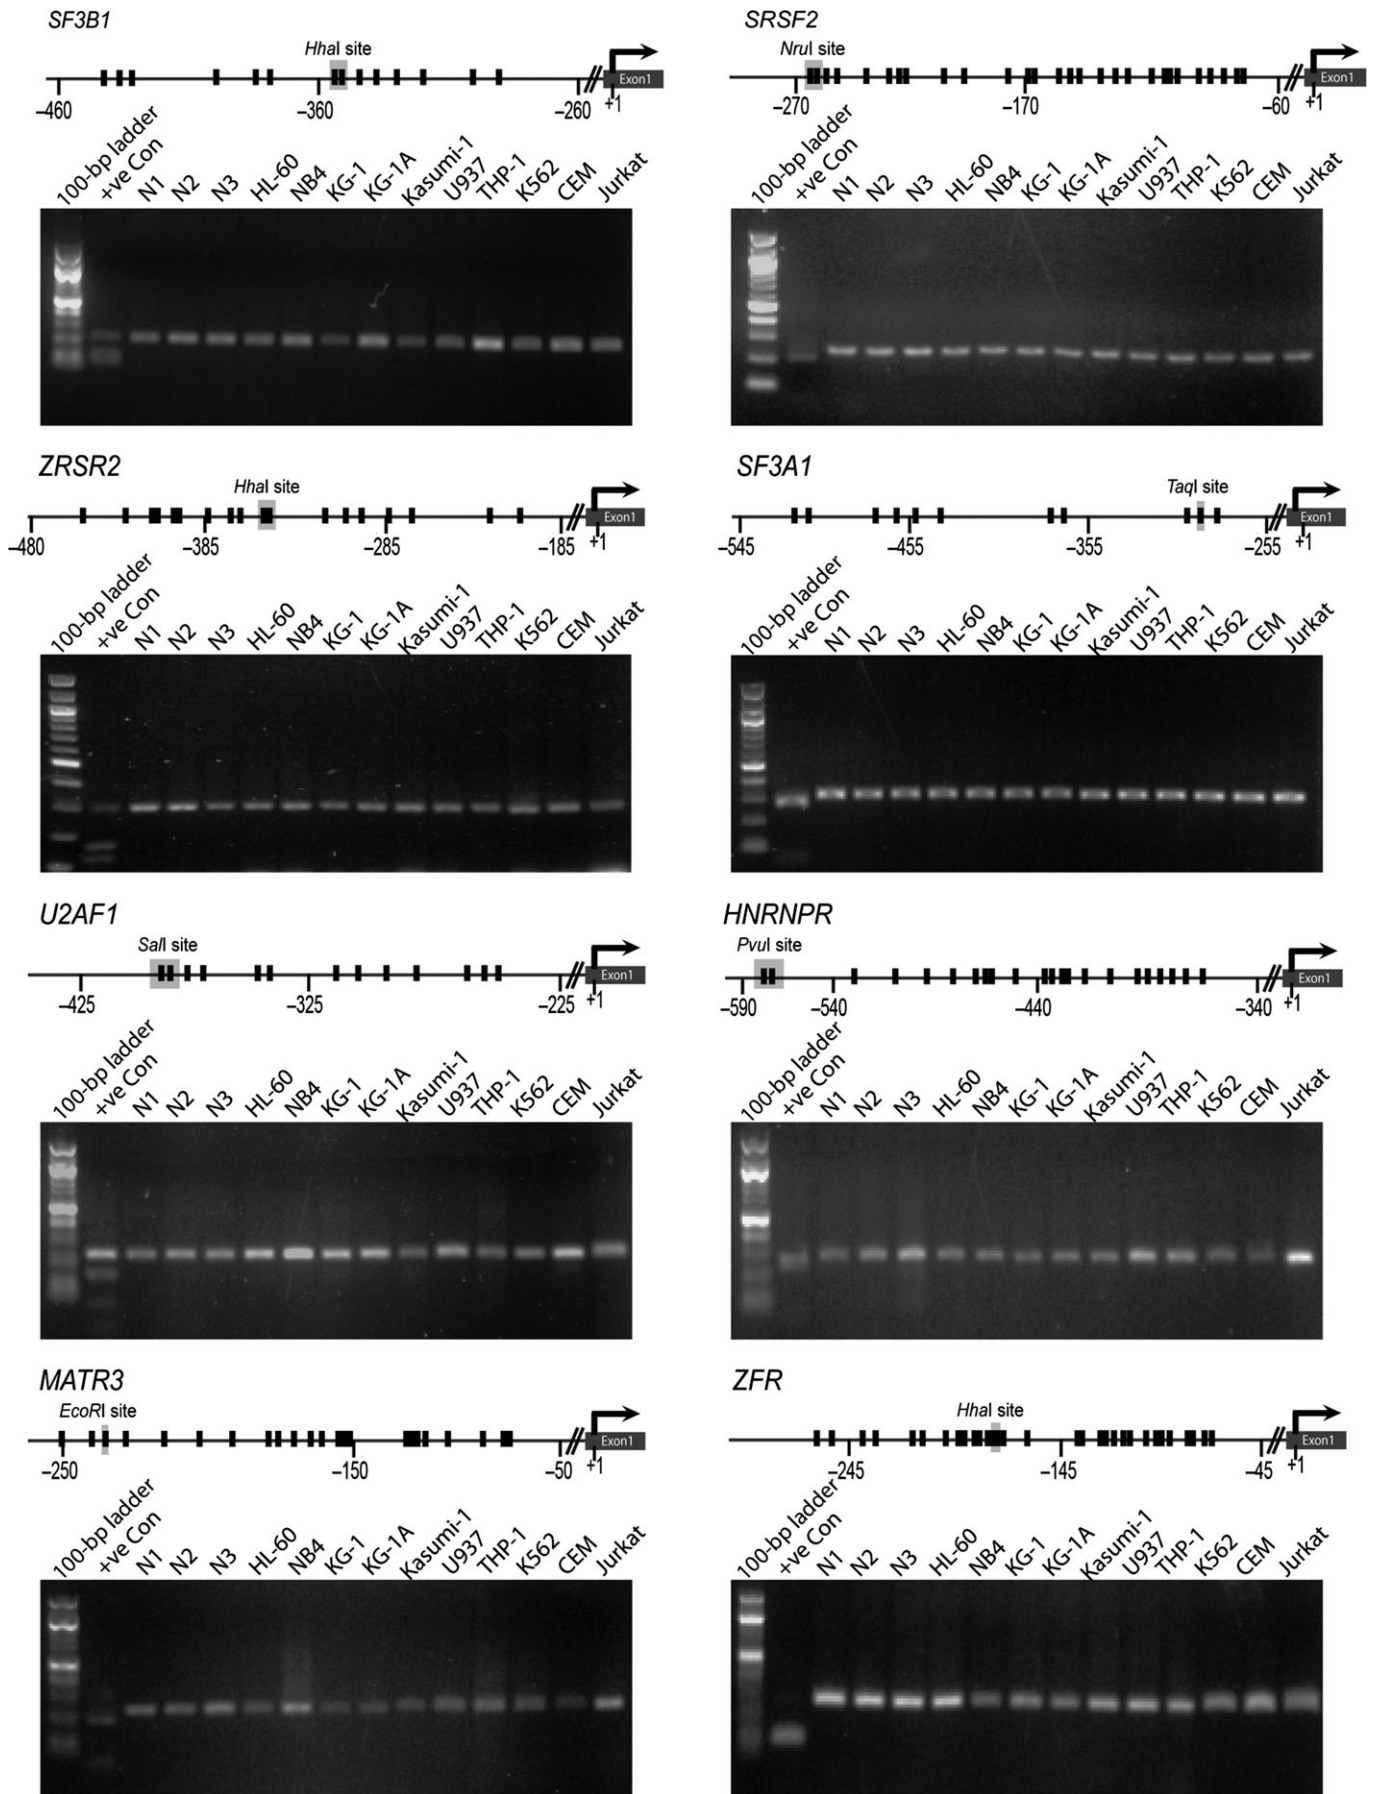 SF3B1
HhaI site
Exon1
–460
–360
–260
+1
100-bp ladder
+ve Con
N1
N2
N3
HL-60
NB4
KG-1
KG-1A
Kasumi-1
U937
THP-1
K562
CEM
Jurkat
SRSF2
NruI site
Exon1
–270
–170
–60
+1
100-bp ladder
+ve Con
N1
N2
N3
HL-60
NB4
KG-1
KG-1A
Kasumi-1
U937
THP-1
K562
CEM
Jurkat
ZRSR2
HhaI site
Exon1
–480
–385
–285
–185
+1
100-bp ladder
+ve Con
N1
N2
N3
HL-60
NB4
KG-1
KG-1A
Kasumi-1
U937
THP-1
K562
CEM
Jurkat
SF3A1
TaqI site
Exon1
–545
–455
–355
–255
+1
100-bp ladder
+ve Con
N1
N2
N3
HL-60
NB4
KG-1
KG-1A
Kasumi-1
U937
THP-1
K562
CEM
Jurkat
U2AF1
SalI site
Exon1
–425
–325
–225
+1
100-bp ladder
+ve Con
N1
N2
N3
HL-60
NB4
KG-1
KG-1A
Kasumi-1
U937
THP-1
K562
CEM
Jurkat
HNRNPR
PvuI site
Exon1
–590
–540
–440
–340
+1
100-bp ladder
+ve Con
N1
N2
N3
HL-60
NB4
KG-1
KG-1A
Kasumi-1
U937
THP-1
K562
CEM
Jurkat
MATR3
EcoRI site
Exon1
–250
–150
–50
+1
100-bp ladder
+ve Con
N1
N2
N3
HL-60
NB4
KG-1
KG-1A
Kasumi-1
U937
THP-1
K562
CEM
Jurkat
ZFR
HhaI site
Exon1
–245
–145
–45
+1
100-bp ladder
+ve Con
N1
N2
N3
HL-60
NB4
KG-1
KG-1A
Kasumi-1
U937
THP-1
K562
CEM
Jurkat